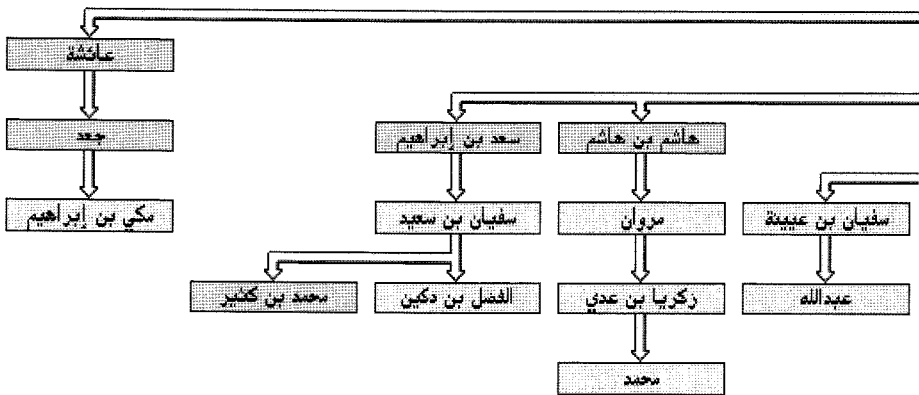 عائشة
هاشم بن هاشم
سعد بن إبراهيم
جعد
سفيان بن عيينة
مروان
سفيان بن سعيد
مكي بن إبراهيم
عبدالله
زكريا بن عدي
الفضل بن دكين
محمد بن كثير
محمد